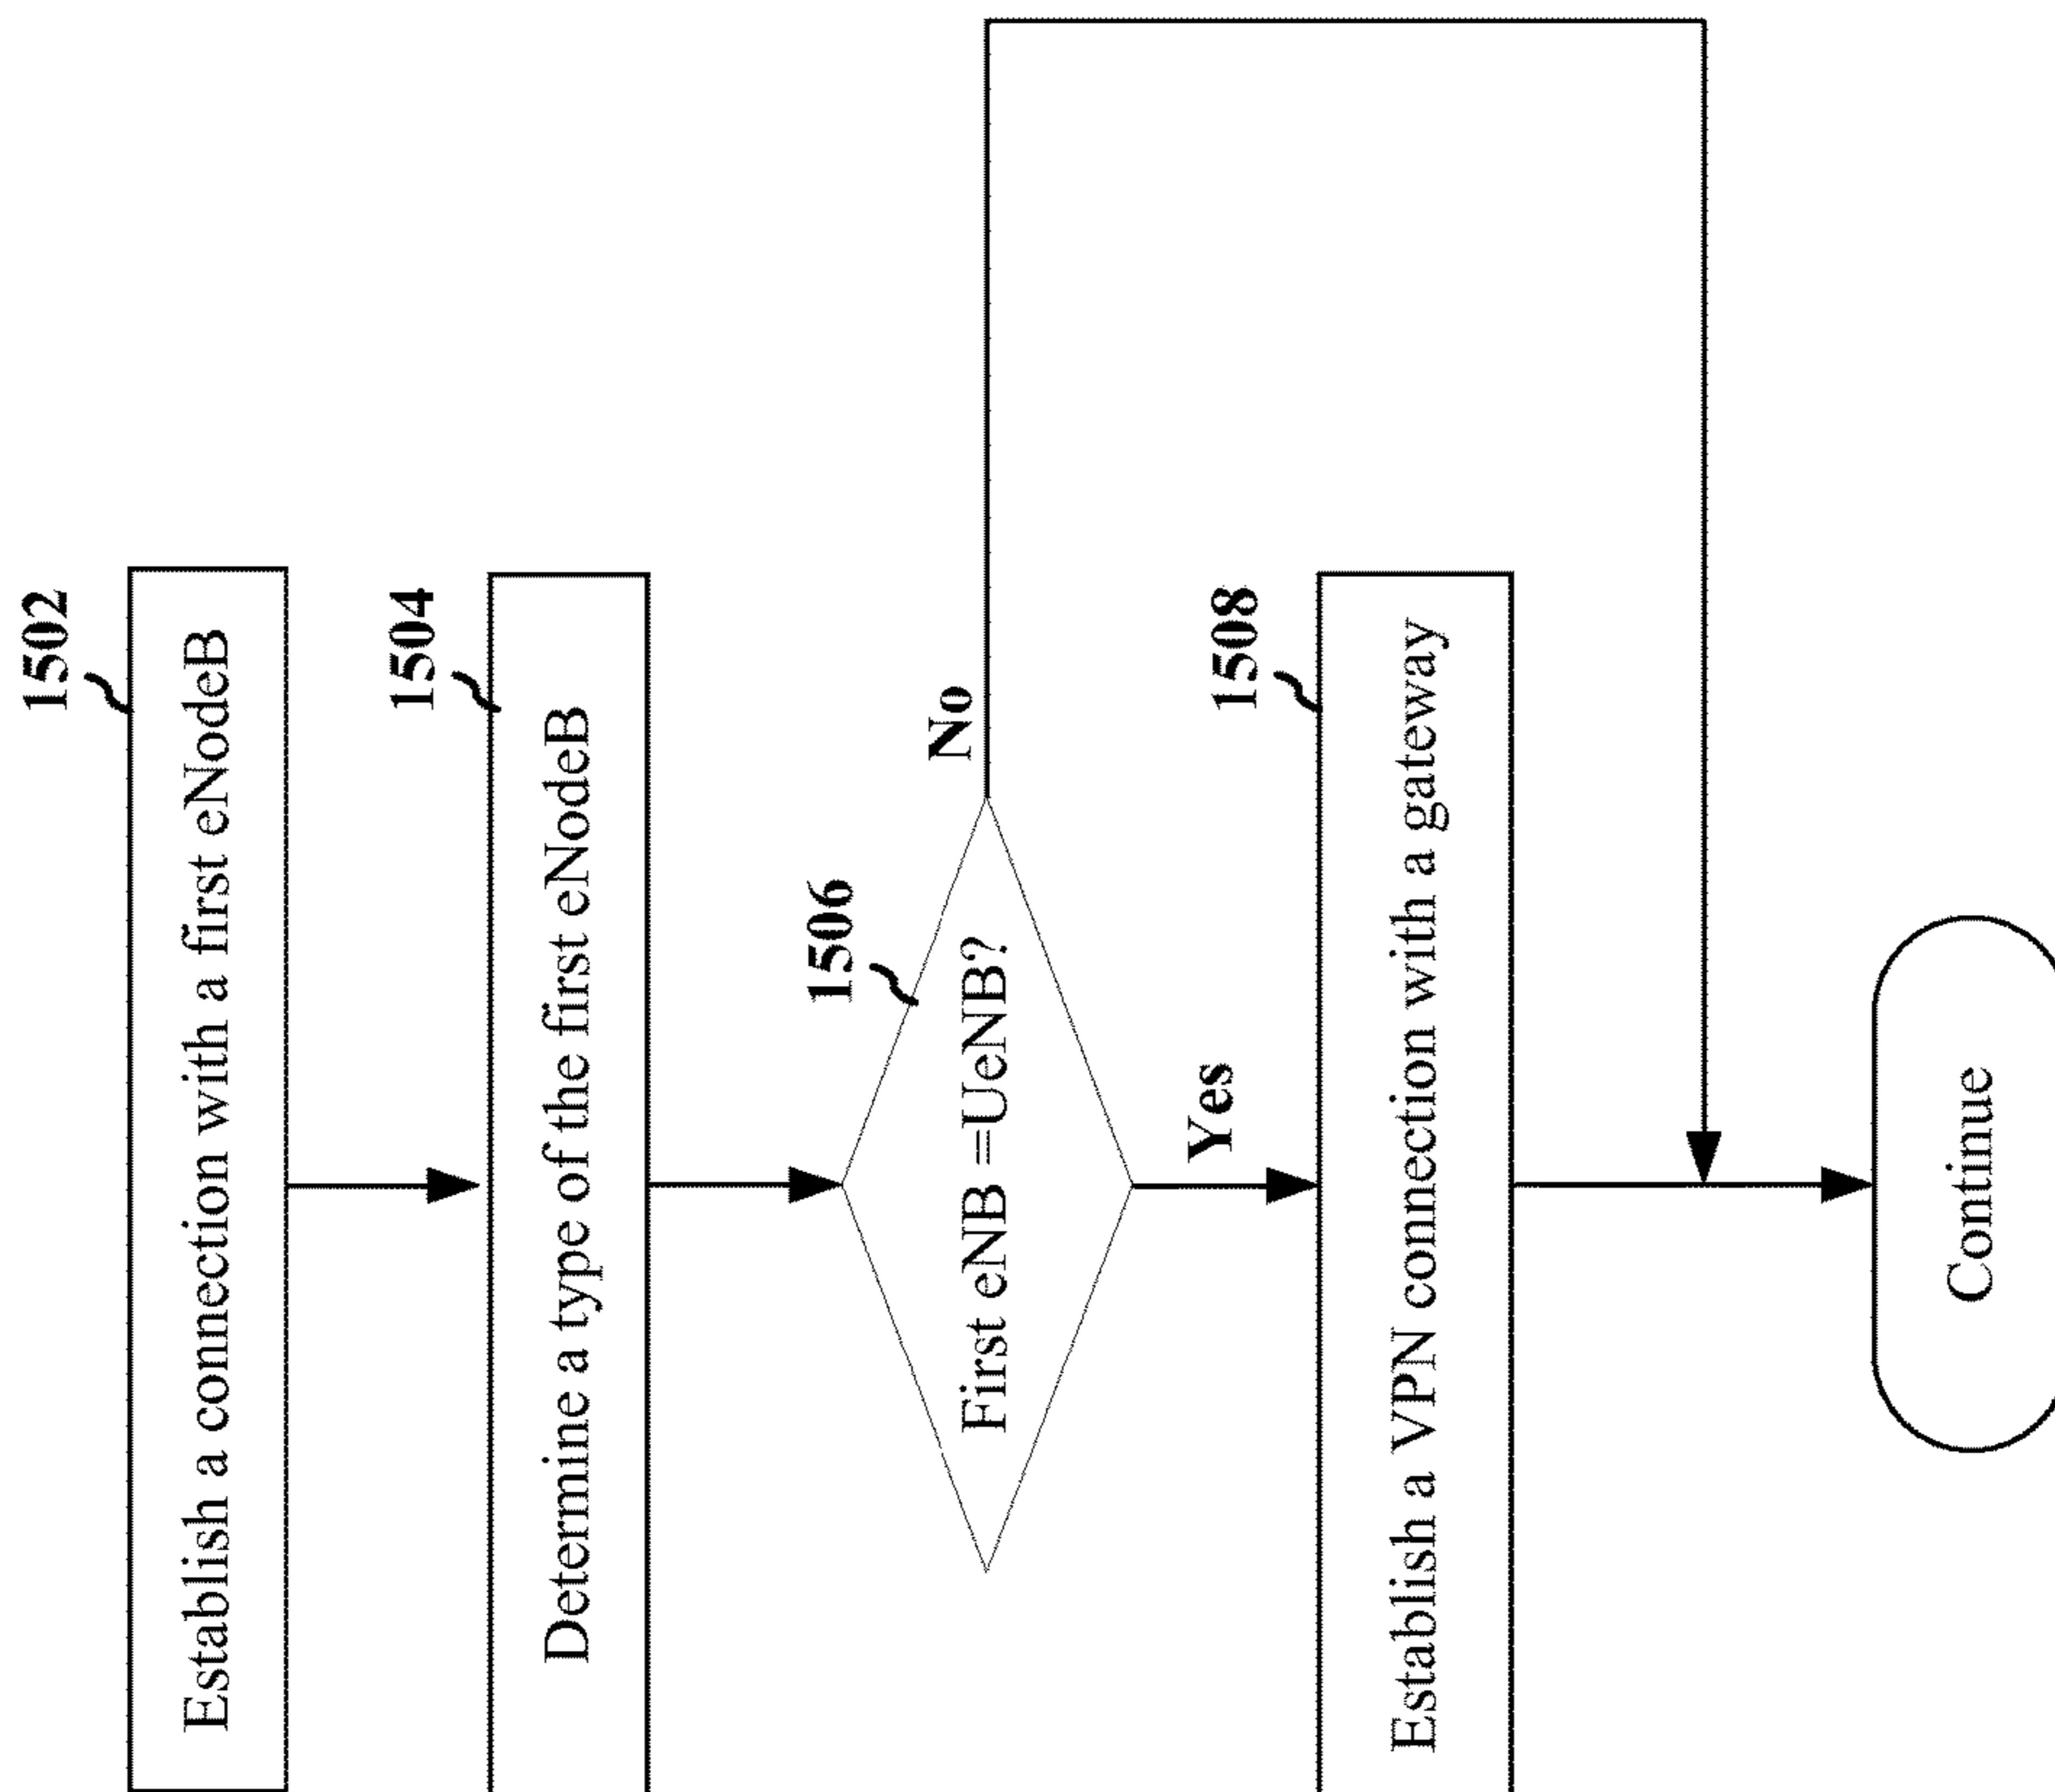 1502
Establish a connection with a first eNodeB
1504
Determine a type of the first eNodeB
1506
First eNB =UeNB?
No
Yes
1508
Establish a VPN connection with a gateway
Continue